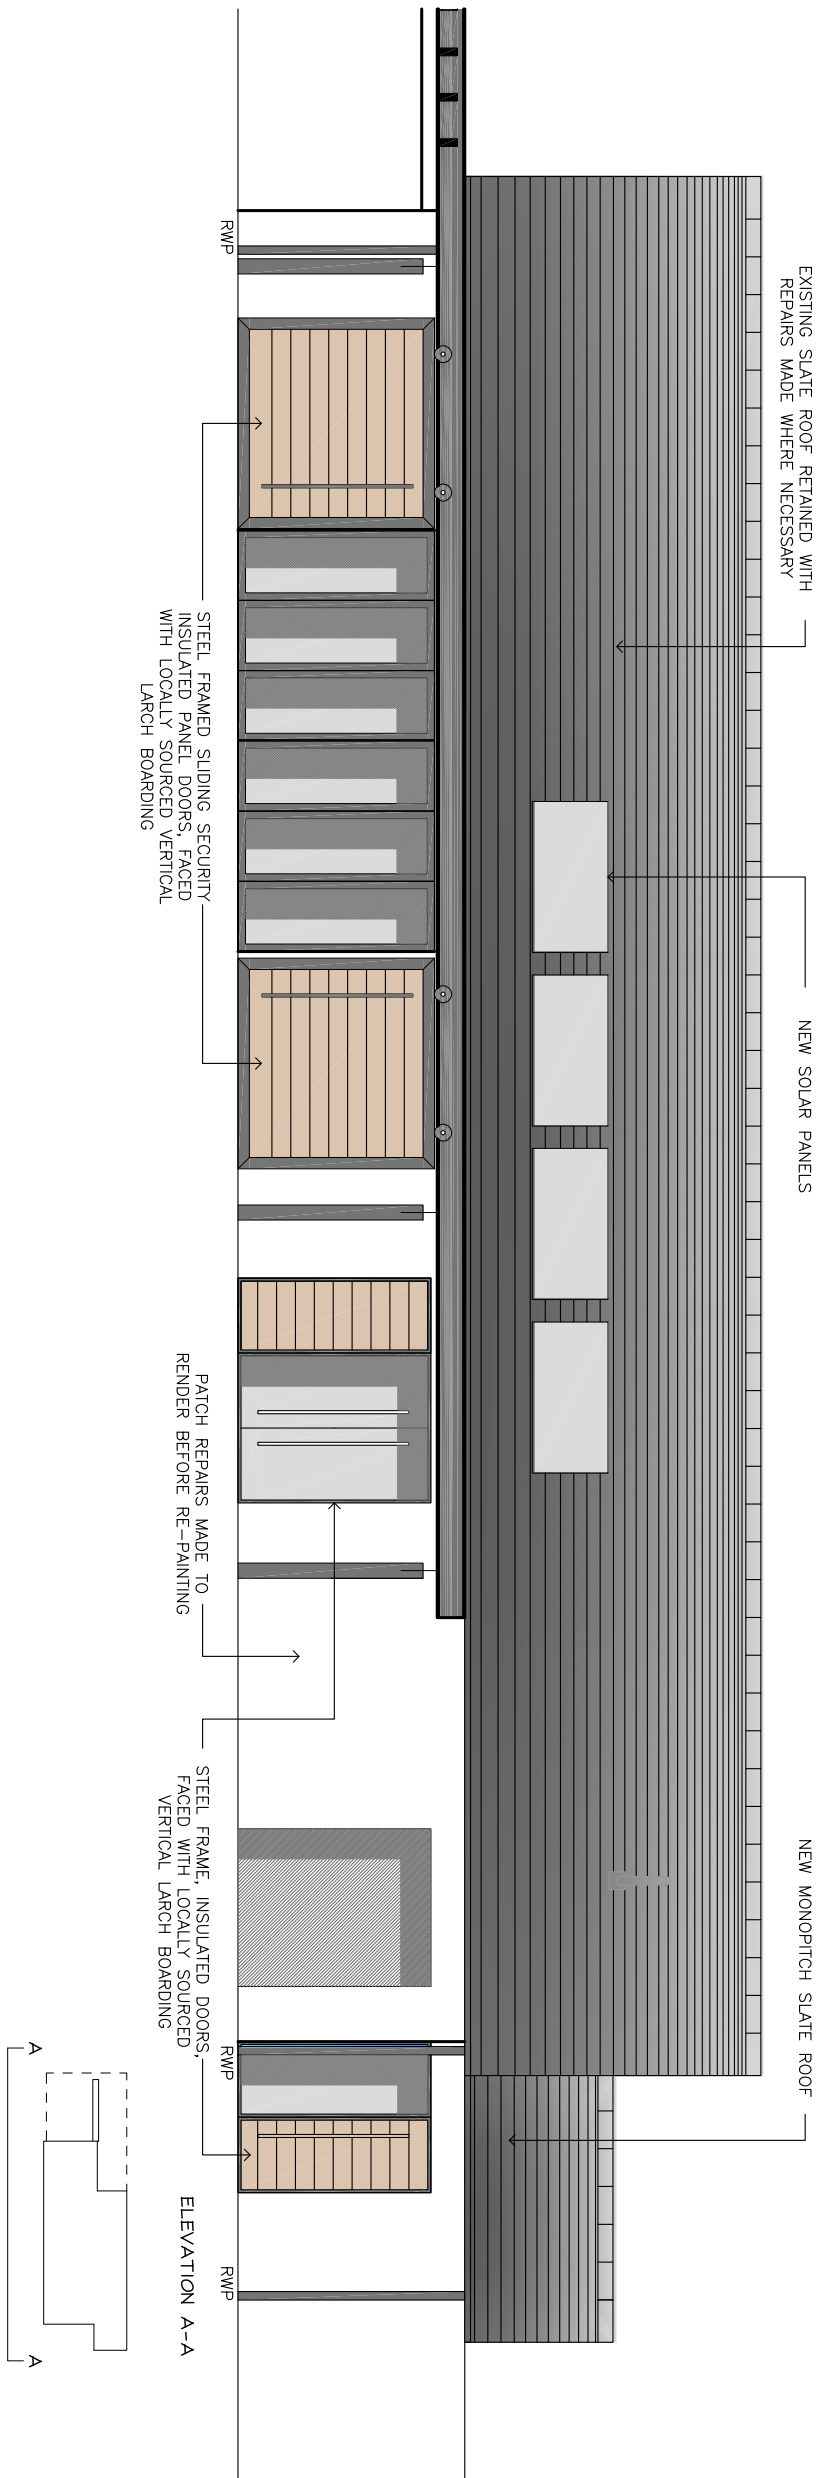 EXISTING SLATE ROOF RETAINED WITH
REPAIRS MADE WHERE NECESSARY
NEW SOLAR PANELS
NEW MONOPITCH SLATE ROOF
RWP
RWP
RWP
STEEL FRAMED SLIDING SECURITY
INSULATED PANEL DOORS, FACED
WITH LOCALLY SOURCED VERTICAL
LARCH BOARDING
PATCH REPAIRS MADE TO
RENDER BEFORE RE-PAINTING
STEEL FRAME, INSULATED DOORS,
FACED WITH LOCALLY SOURCED
VERTICAL LARCH BOARDING
ELEVATION A-A
A
A